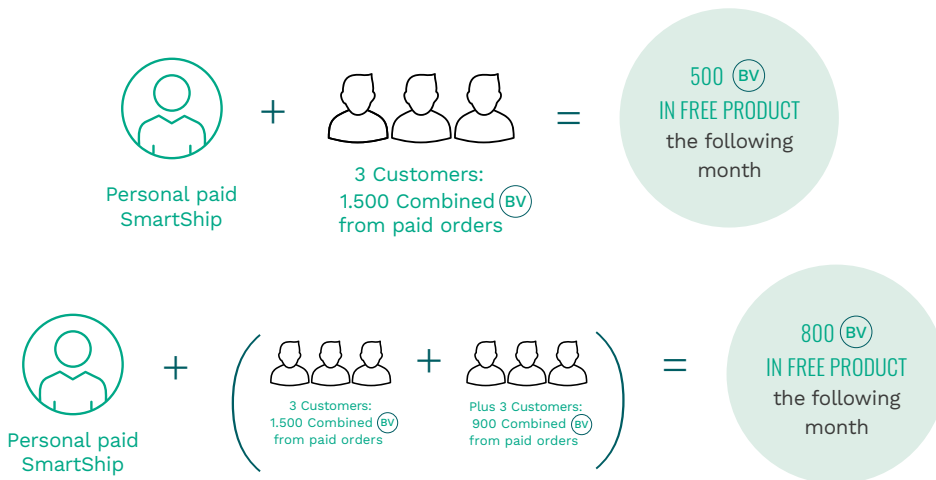 500 BV
IN FREE PRODUCT
the following
month
Personal paid
SmartShip
+
3 Customers:
1.500 Combined BV
from paid orders
=
800 BV
IN FREE PRODUCT
the following
month
Personal paid
SmartShip
+
(
3 Customers:
1.500 Combined BV
from paid orders
+
Plus 3 Customers:
900 Combined BV
from paid orders
)
=